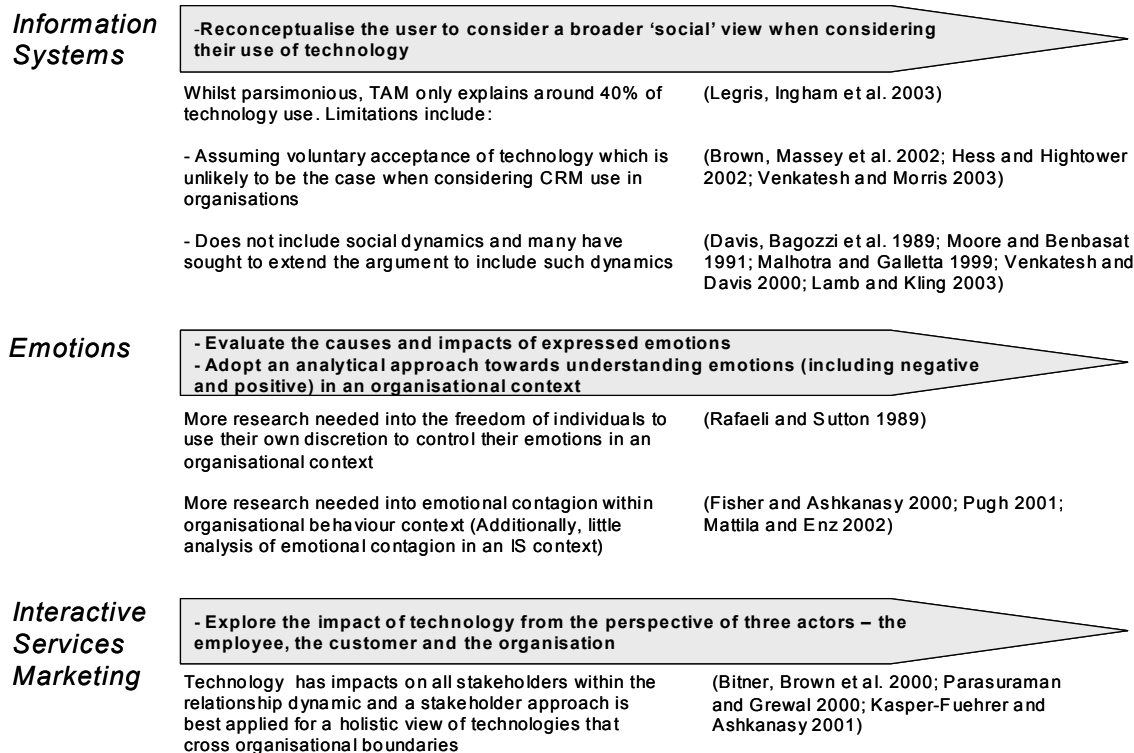 Information
Systems
-Reconceptualise the user to consider a broader ‘social’ view when considering
their use of technology
Whilst parsimonious, TAM only explains around 40% of
technology use. Limitations include:
(Legris, Ingham et al. 2003)
- Assuming voluntary acceptance of technology which is
unlikely to be the case when considering CRM use in
organisations
(Brown, Massey et al. 2002; Hess and Hightower
2002; Venkatesh and Morris 2003)
- Does not include social dynamics and many have
sought to extend the argument to include such dynamics
(Davis, Bagozzi et al. 1989; Moore and Benbasat
1991; Malhotra and Galletta 1999; Venkatesh and
Davis 2000; Lamb and Kling 2003)
Emotions
- Evaluate the causes and impacts of expressed emotions
- Adopt an analytical approach towards understanding emotions (including negative
and positive) in an organisational context
More research needed into the freedom of individuals to
use their own discretion to control their emotions in an
organisational context
(Rafaeli and Sutton 1989)
More research needed into emotional contagion within
organisational behaviour context (Additionally, little
analysis of emotional contagion in an IS context)
(Fisher and Ashkanasy 2000; Pugh 2001;
Mattila and Enz 2002)
Interactive
Services
Marketing
- Explore the impact of technology from the perspective of three actors – the
employee, the customer and the organisation
Technology has impacts on all stakeholders within the
relationship dynamic and a stakeholder approach is
best applied for a holistic view of technologies that
cross organisational boundaries
(Bitner, Brown et al. 2000; Parasuraman
and Grewal 2000; Kasper-Fuehrer and
Ashkanasy 2001)